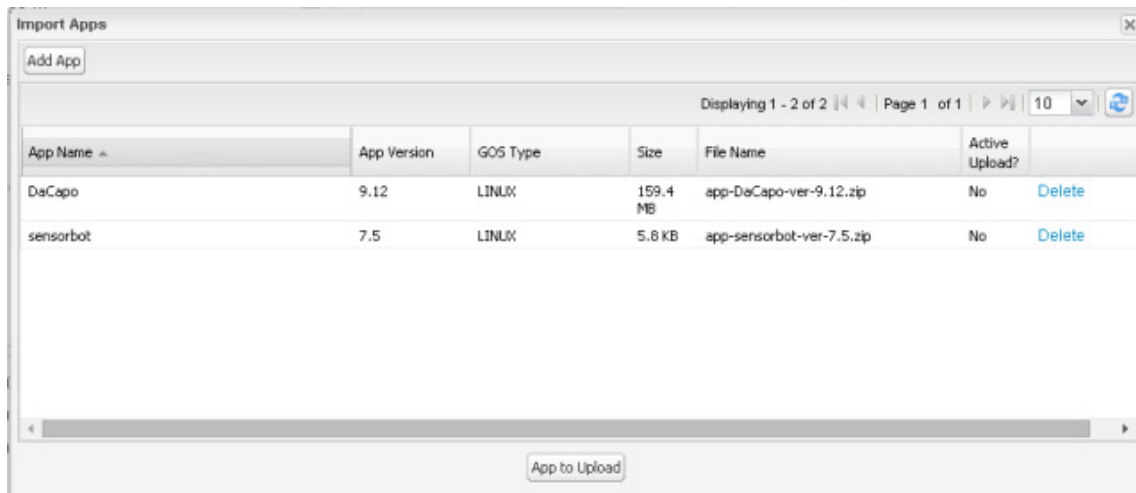 Import Apps
Add App
Displaying 1 - 2 of 2 | Page 1 of 1 | 10
App Name App Version GOS Type Size File Name Active Upload?
DaCapo 9.12 LINUX 159.4 MB app-DaCapo-ver-9.12.zip No Delete
sensorbot 7.5 LINUX 5.8 KB app-sensorbot-ver-7.5.zip No Delete
App to Upload